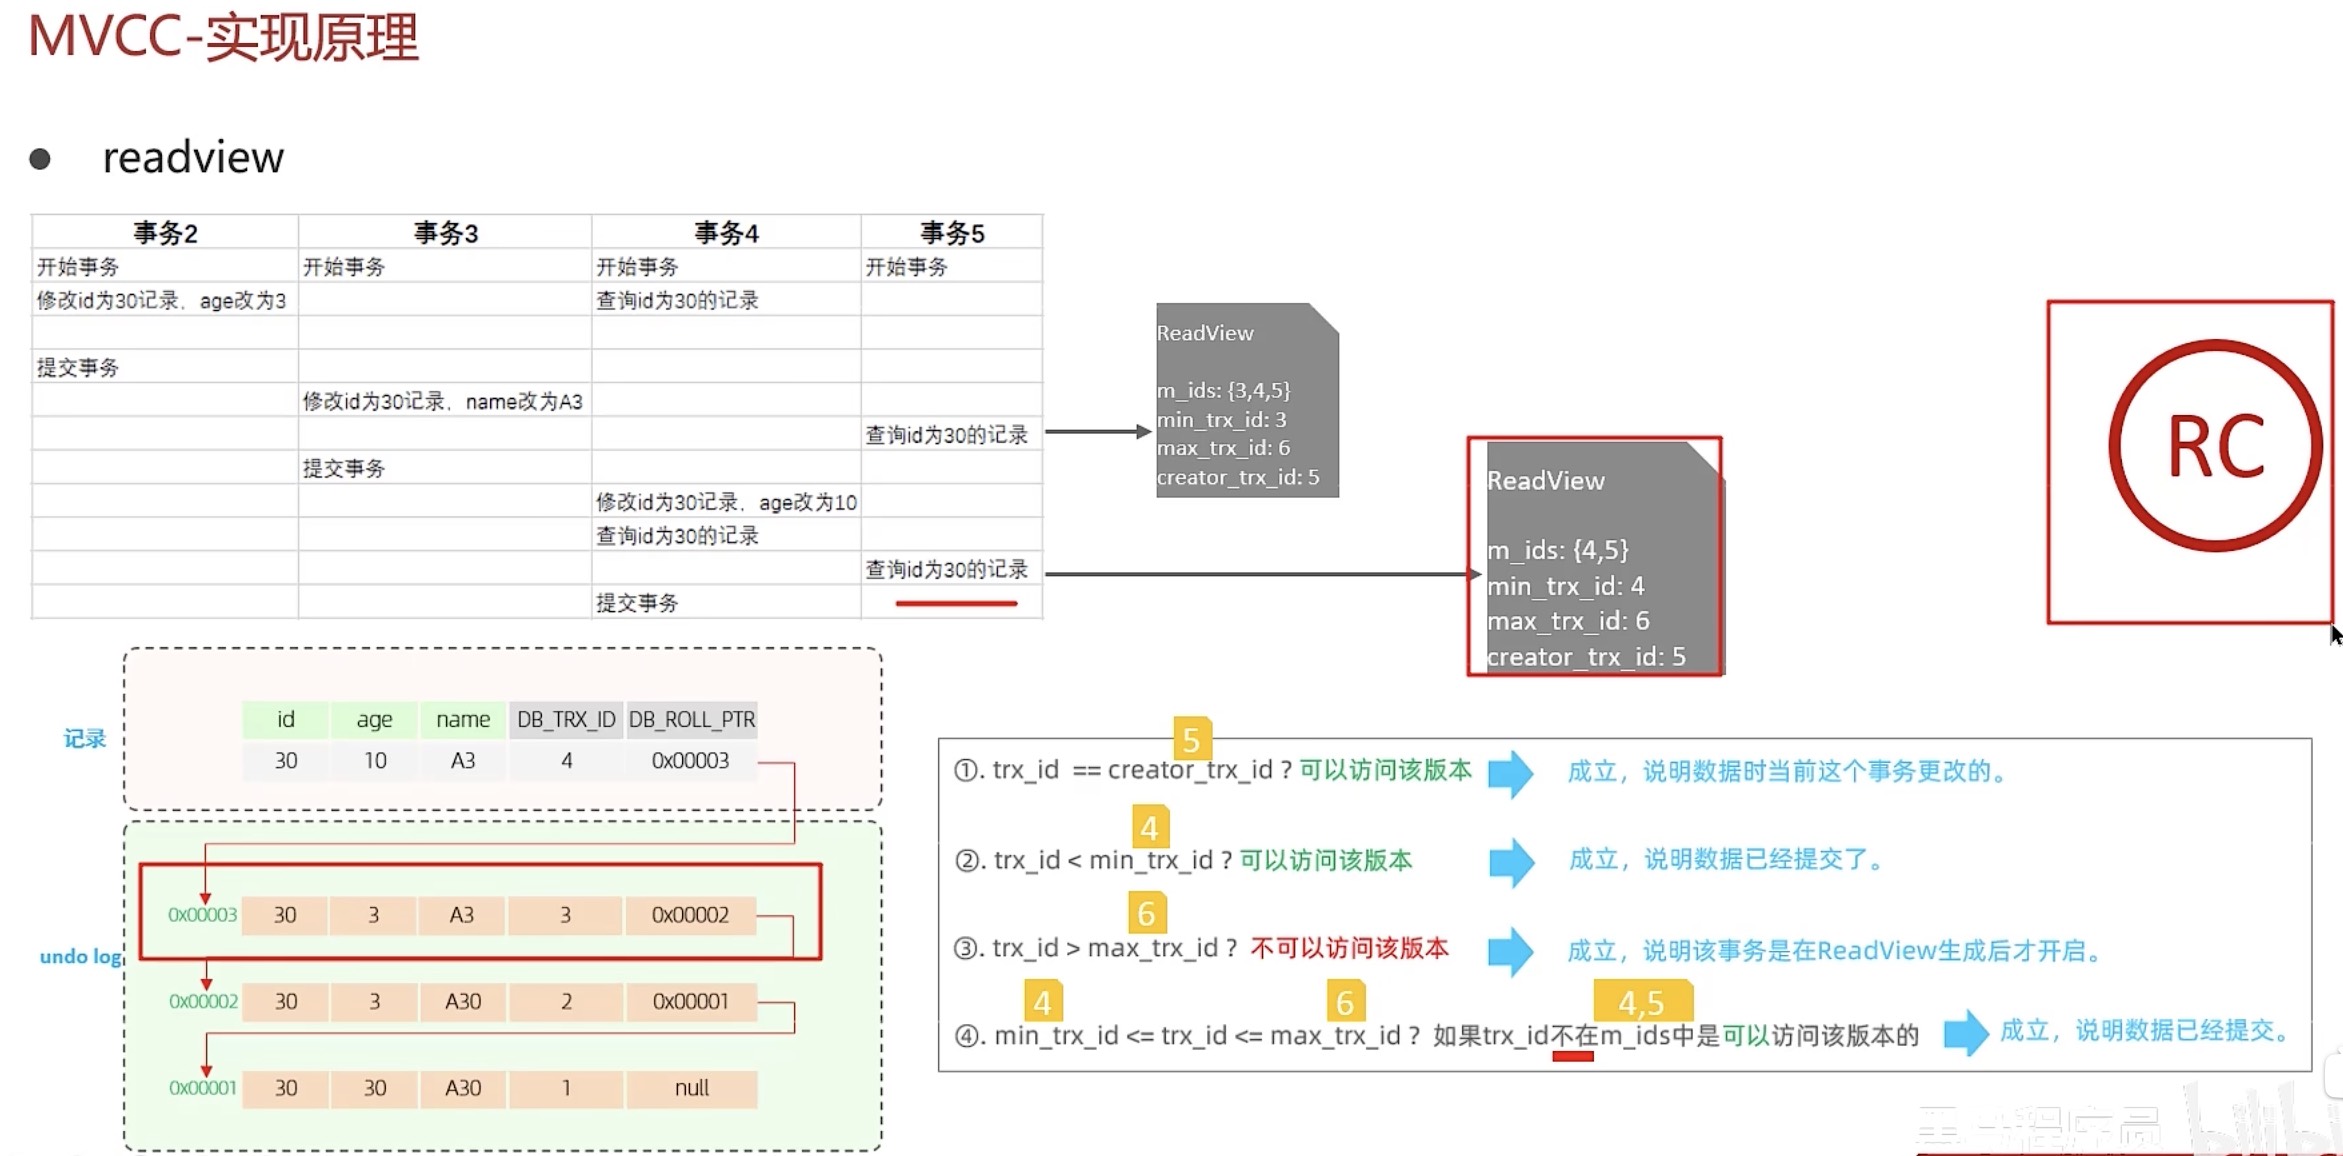 MVCC-实现原理
● readview
事务2 事务3 事务4 事务5
开始事务 开始事务 开始事务 开始事务
修改id为30记录，age改为3 查询id为30的记录
提交事务
修改id为30记录，name改为A3
查询id为30的记录
提交事务
修改id为30记录，age改为10
查询id为30的记录
查询id为30的记录
提交事务
ReadView
m_ids: {3,4,5}
min_trx_id: 3
max_trx_id: 6
creator_trx_id: 5
ReadView
m_ids: {4,5}
min_trx_id: 4
max_trx_id: 6
creator_trx_id: 5
RC
记录
id age name DB_TRX_ID DB_ROLL_PTR
30 10 A3 4 0x00003
undo log
0x00003 30 3 A3 3 0x00002
0x00002 30 3 A30 2 0x00001
0x00001 30 30 A30 1 null
5
①. trx_id == creator_trx_id ? 可以访问该版本 成立，说明数据时当前这个事务更改的。
4
②. trx_id < min_trx_id ? 可以访问该版本 成立，说明数据已经提交了。
6
③. trx_id > max_trx_id ? 不可以访问该版本 成立，说明该事务是在ReadView生成后才开启。
4 6 4,5
④. min_trx_id <= trx_id <= max_trx_id ? 如果trx_id不在m_ids中是可以访问该版本的 成立，说明数据已经提交。
程序员